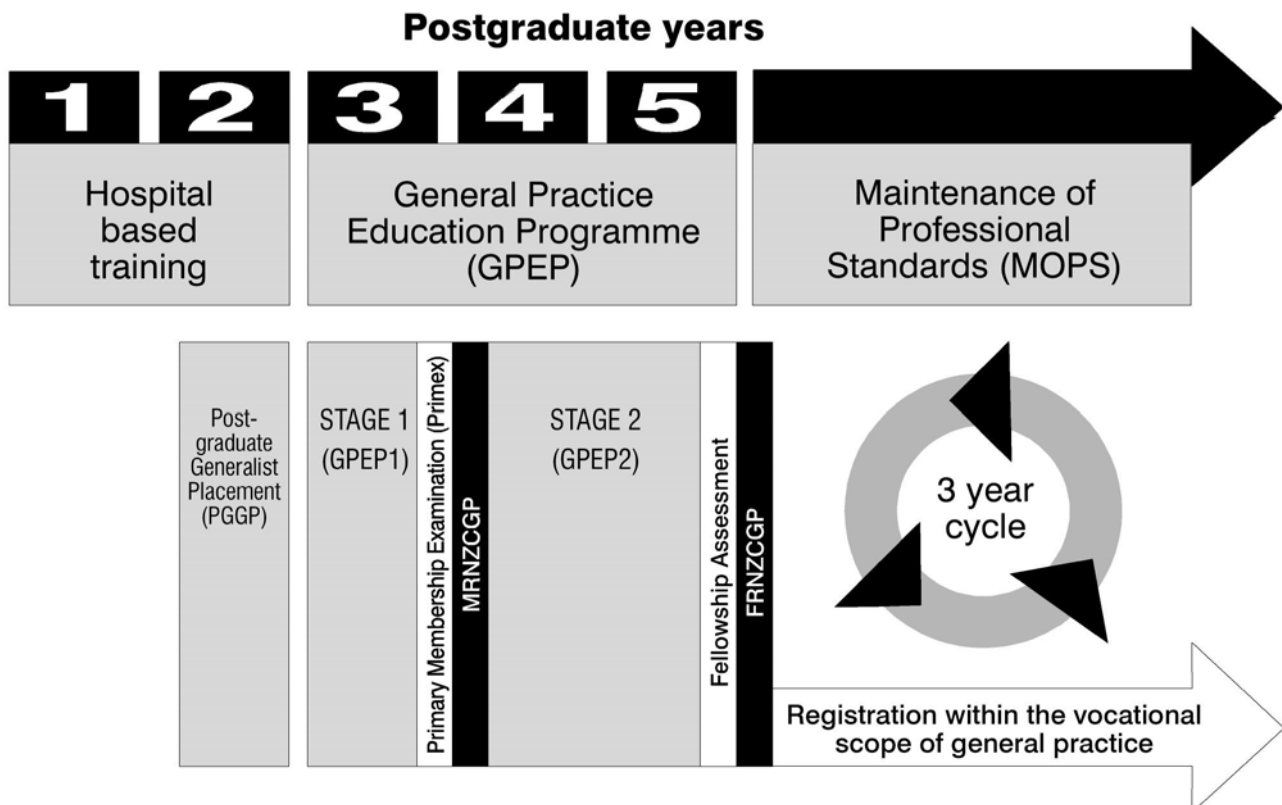 Postgraduate years
1 2 3 4 5
Hospital
based
training
General Practice
Education Programme
(GPEP)
Maintenance of
Professional
Standards (MOPS)
Post-
graduate
Generalist
Placement
(PGGP)
STAGE 1
(GPEP1)
Primary Membership Examination (Primex)
MRNZCGP
STAGE 2
(GPEP2)
Fellowship Assessment
FRNZCGP
3 year
cycle
Registration within the vocational
scope of general practice